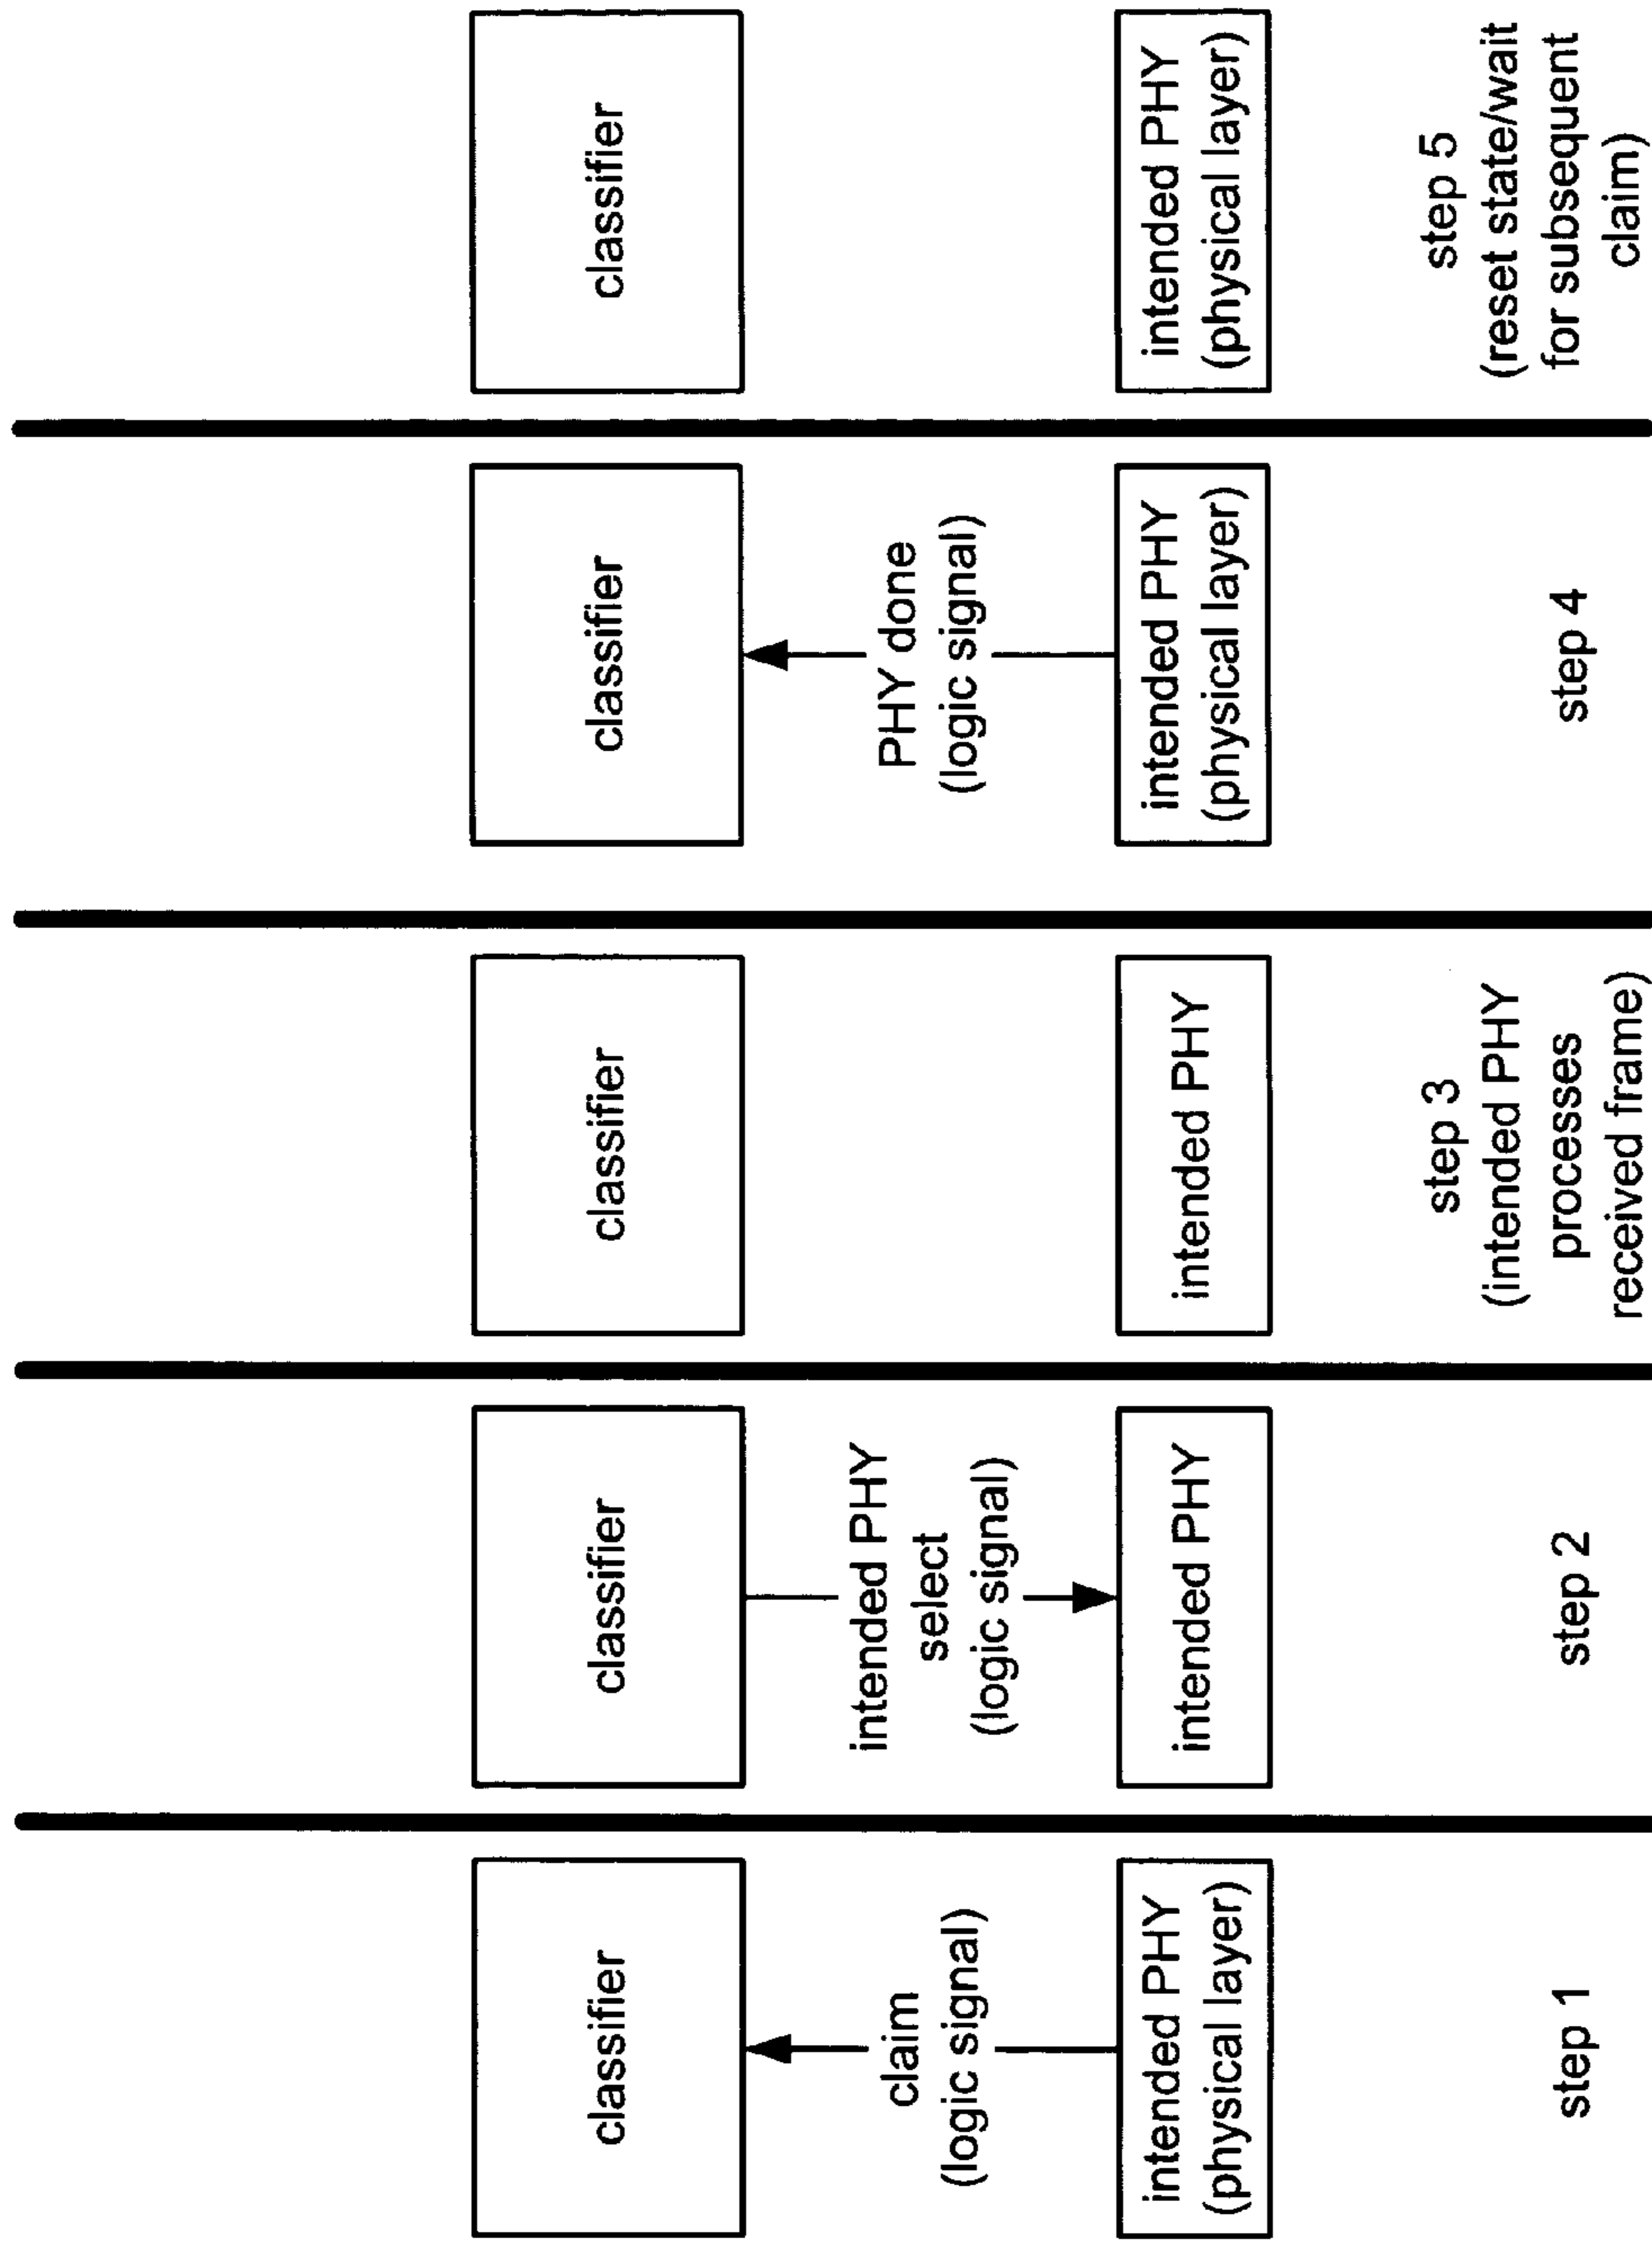 classifier
claim
(logic signal)
intended PHY
(physical layer)
step 1
classifier
intended PHY
select
(logic signal)
intended PHY
step 2
classifier
intended PHY
step 3
(intended PHY
processes
received frame)
classifier
PHY done
(logic signal)
intended PHY
(physical layer)
step 4
classifier
intended PHY
(physical layer)
step 5
(reset state/wait
for subsequent
claim)